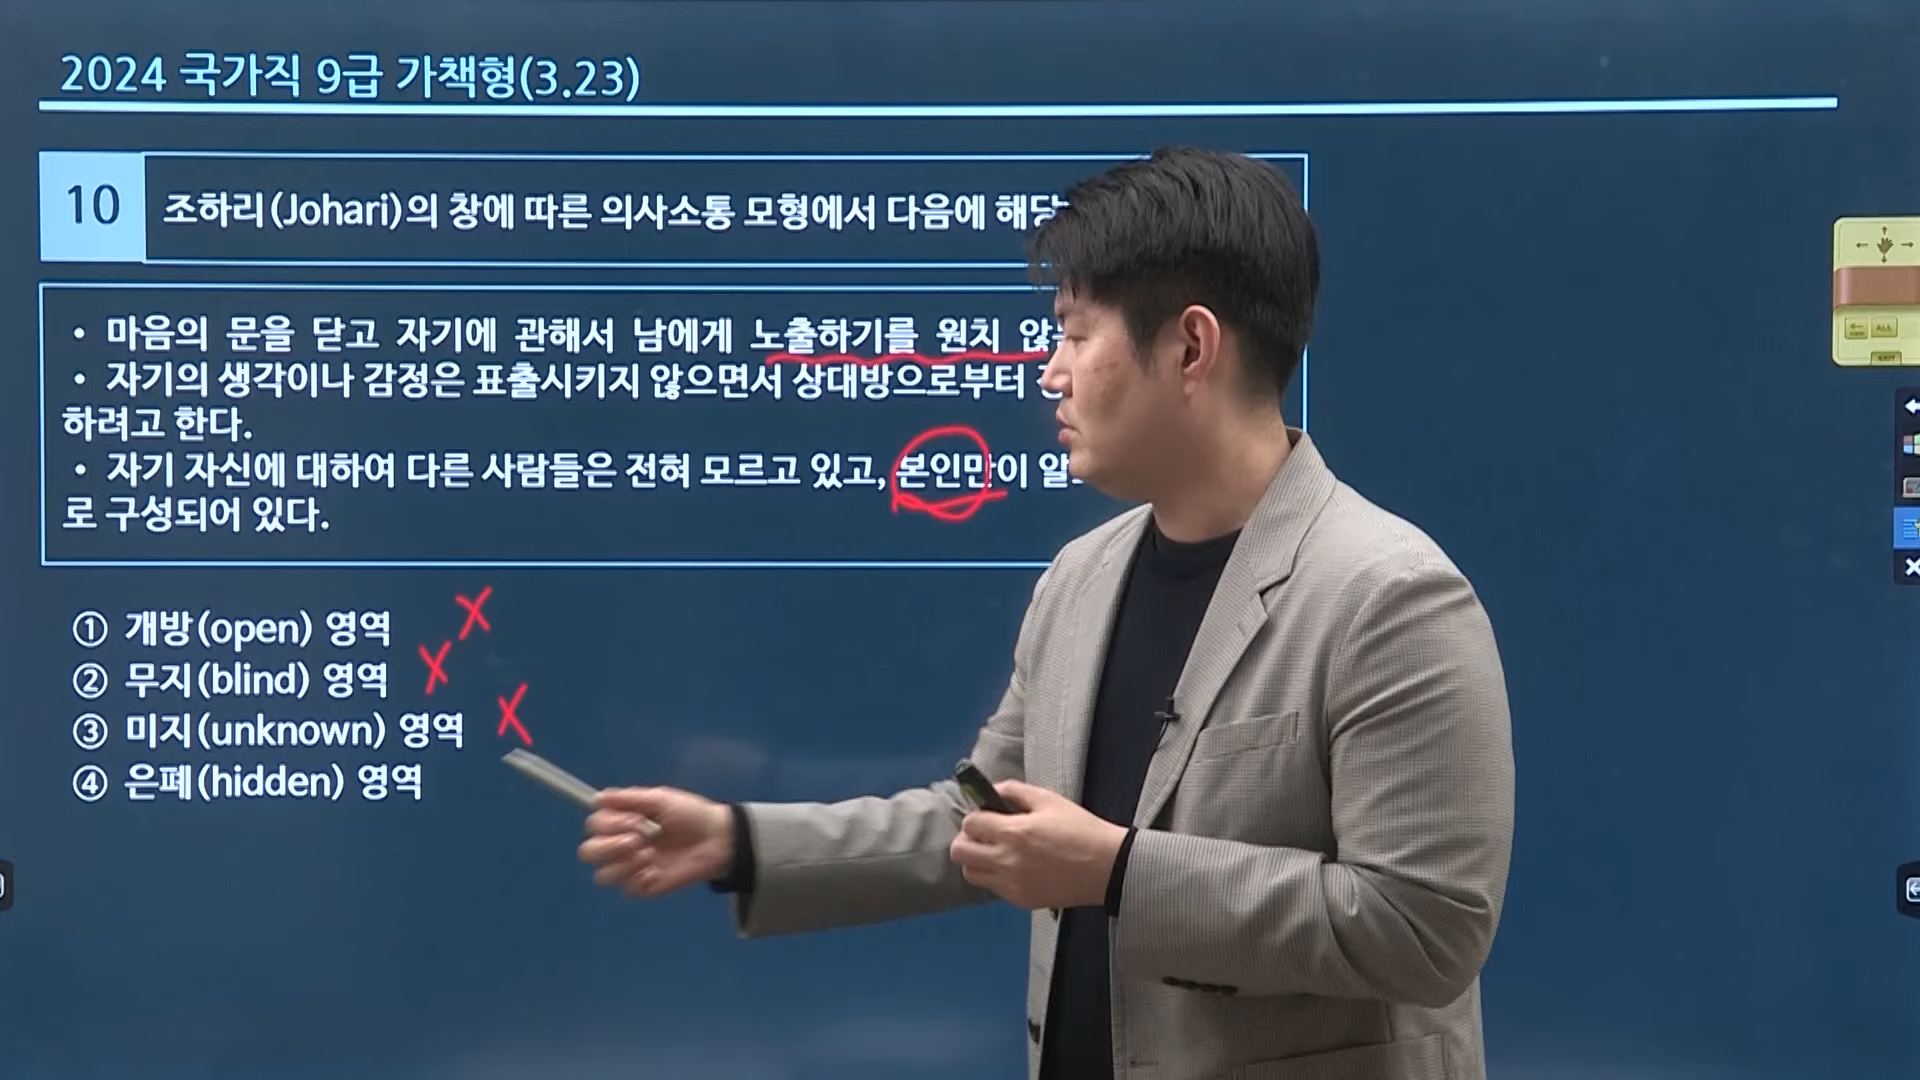 2024 국가직 9급 가책형(3.23)
10 조하리(Johari)의 창에 따른 의사소통 모형에서 다음에 해당
• 마음의 문을 닫고 자기에 관해서 남에게 노출하기를 원치
• 자기의 생각이나 감정은 표출시키지 않으면서 상대방으로부터
하려고 한다.
• 자기 자신에 대하여 다른 사람들은 전혀 모르고 있고, 본인만이
로 구성되어 있다.
① 개방(open) 영역 X
② 무지(blind) 영역 X
③ 미지(unknown) 영역 X
④ 은폐(hidden) 영역
ALL
EXIT